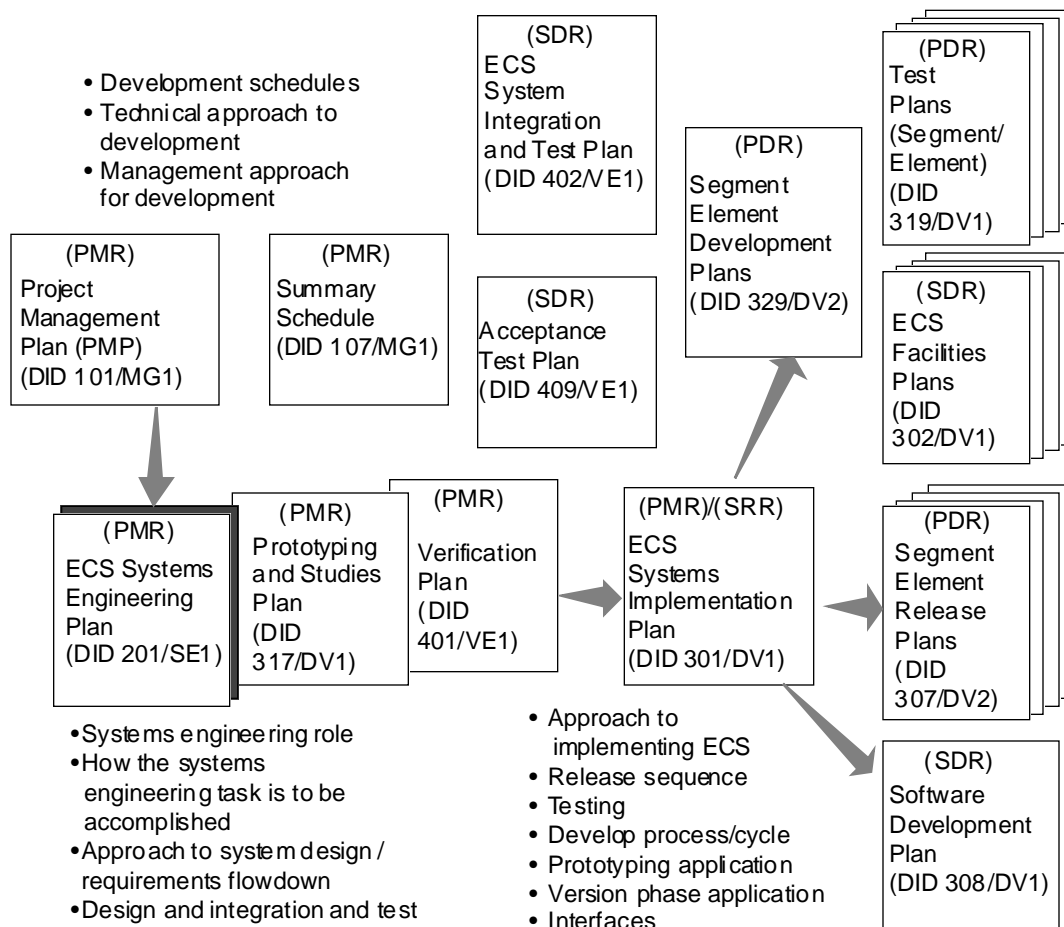 • Development schedules
• Technical approach to
development
• Management approach
for development
(SDR)
ECS
System
Integration
and Test Plan
(DID 402/VE1)
(PDR)
Segment
Element
Development
Plans
(DID 329/DV2)
(PDR)
Test
Plans
(Segment/
Element)
(DID
319/DV1)
(PMR)
Project
Management
Plan (PMP)
(DID 101/MG1)
(PMR)
Summary
Schedule
(DID 107/MG1)
(SDR)
Acceptance
Test Plan
(DID 409/VE1)
(SDR)
ECS
Facilities
Plans
(DID
302/DV1)
(PMR)
ECS Systems
Engineering
Plan
(DID 201/SE1)
(PMR)
Prototyping
and Studies
Plan
(DID
317/DV1)
(PMR)
Verification
Plan
(DID
401/VE1)
(PMR)/(SRR)
ECS
Systems
Implementation
Plan
(DID 301/DV1)
(PDR)
Segment
Element
Release
Plans
(DID
307/DV2)
• Systems engineering role
• How the systems
engineering task is to be
accomplished
• Approach to system design /
requirements flowdown
• Design and integration and test
• Approach to
implementing ECS
• Release sequence
• Testing
• Develop process/cycle
• Prototyping application
• Version phase application
• Interfaces
(SDR)
Software
Development
Plan
(DID 308/DV1)